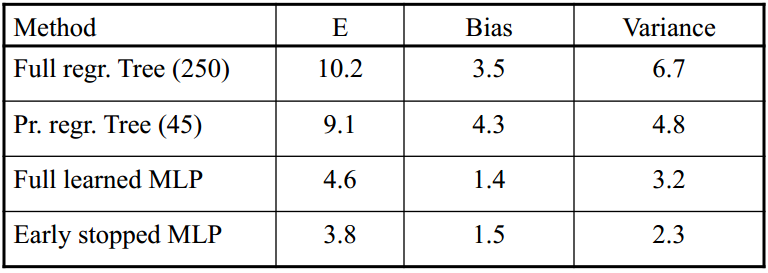 Method E Bias Variance
Full regr. Tree (250) 10.2 3.5 6.7
Pr. regr. Tree (45) 9.1 4.3 4.8
Full learned MLP 4.6 1.4 3.2
Early stopped MLP 3.8 1.5 2.3